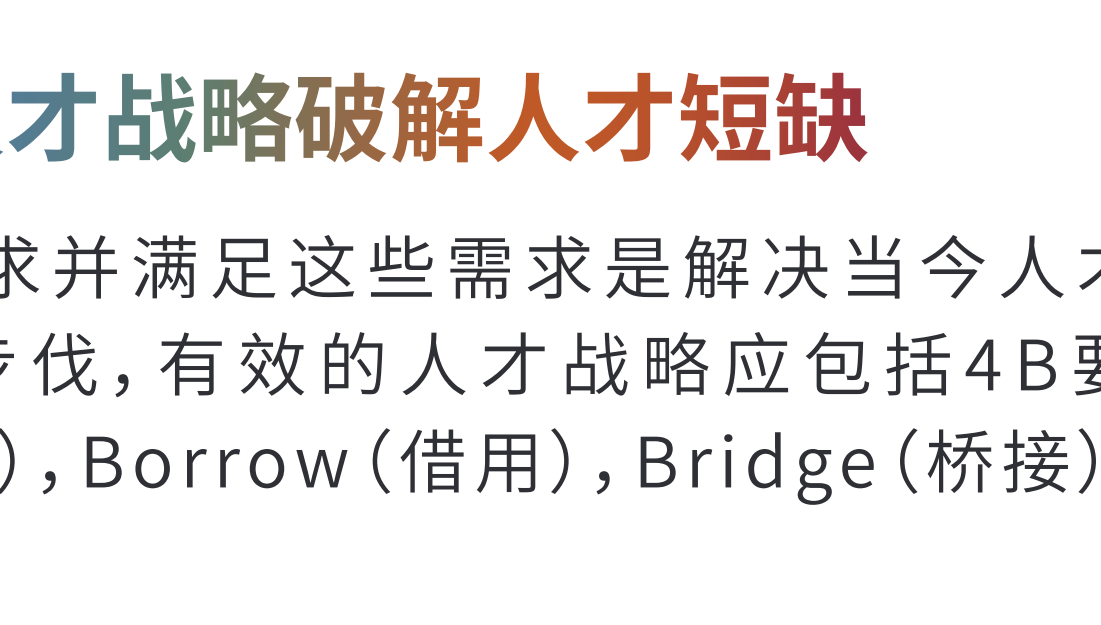 才战略破解人才短缺
求并满足这些需求是解决当今人
伐，有效的人才战略应包括4B要
），Borrow（借用），Bridge（桥接）